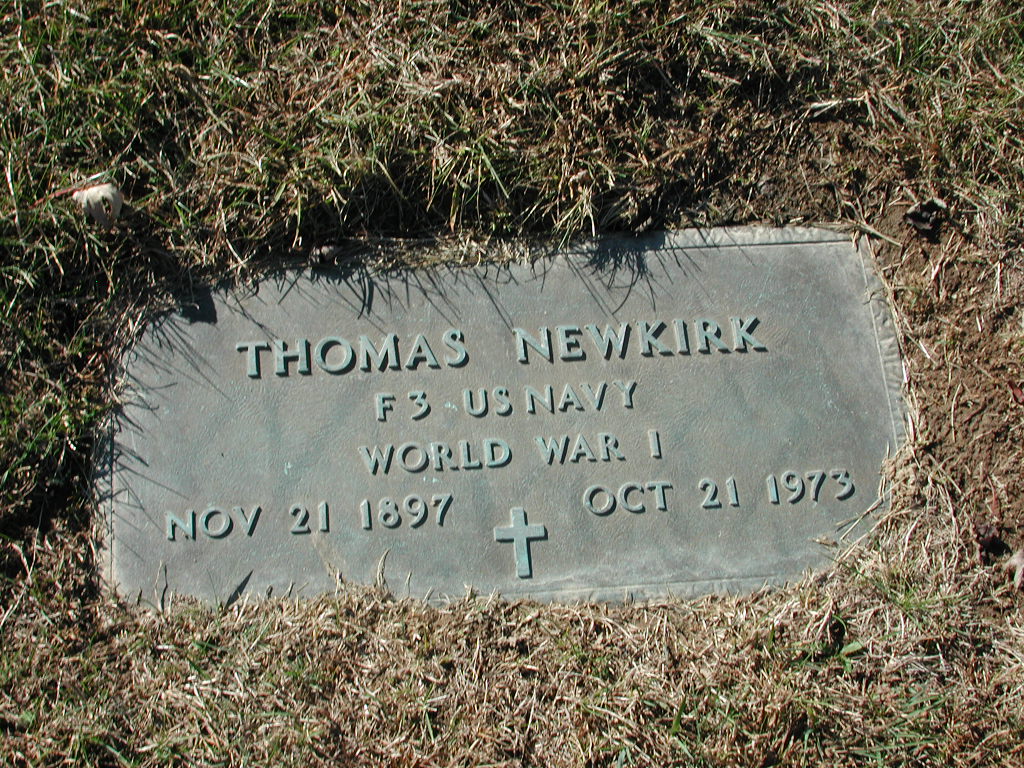 THOMAS NEWKIRK
F3 US NAVY
WORLD WAR I
NOV 21 1897 OCT 21 1973